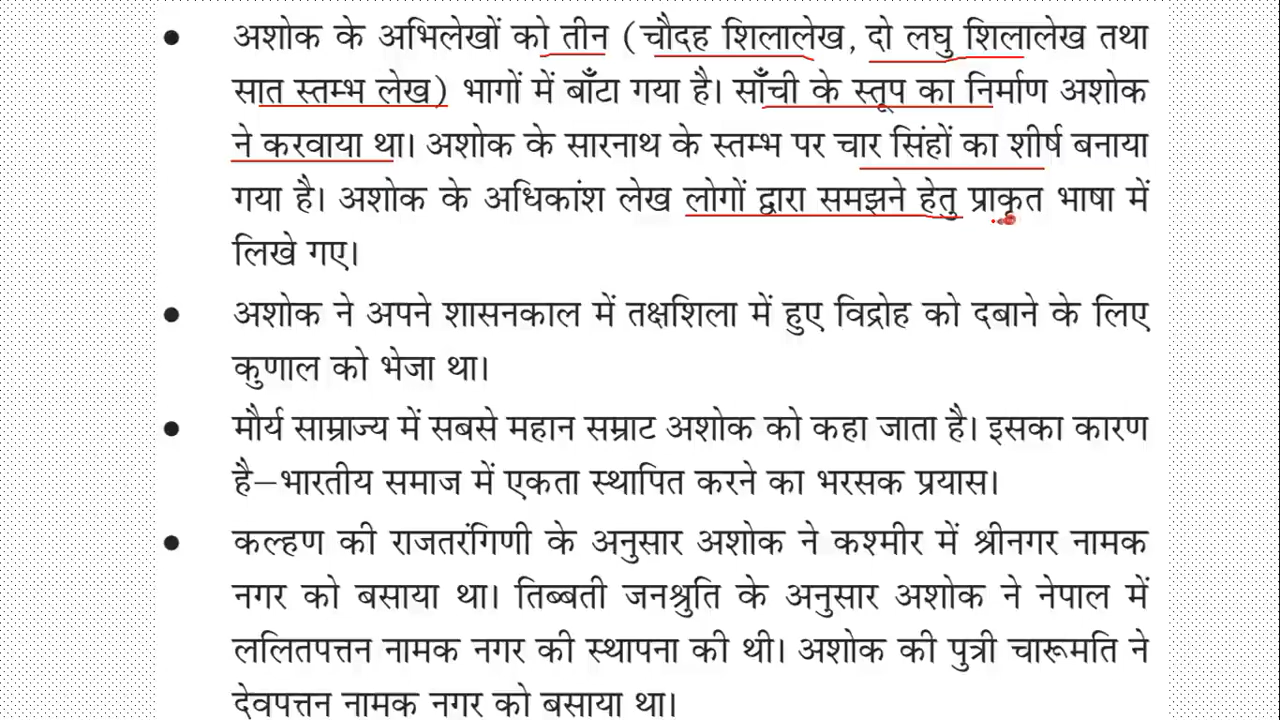 • अशोक के अभिलेखों को तीन (चौदह शिलालेख, दो लघु शिलालेख तथा
सात स्तम्भ लेख) भागों में बाँटा गया है। साँची के स्तूप का निर्माण अशोक
ने करवाया था। अशोक के सारनाथ के स्तम्भ पर चार सिंहों का शीर्ष बनाया
गया है। अशोक के अधिकांश लेख लोगों द्वारा समझने हेतु प्राकृत भाषा में
लिखे गए।
• अशोक ने अपने शासनकाल में तक्षशिला में हुए विद्रोह को दबाने के लिए
कुणाल को भेजा था।
• मौर्य साम्राज्य में सबसे महान सम्राट अशोक को कहा जाता है। इसका कारण
है–भारतीय समाज में एकता स्थापित करने का भरसक प्रयास।
• कल्हण की राजतरंगिणी के अनुसार अशोक ने कश्मीर में श्रीनगर नामक
नगर को बसाया था। तिब्बती जनश्रुति के अनुसार अशोक ने नेपाल में
ललितपत्तन नामक नगर की स्थापना की थी। अशोक की पुत्री चारूमति ने
देवपत्तन नामक नगर को बसाया था।